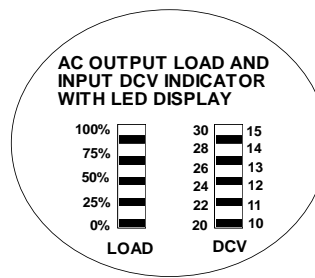 AC OUTPUT LOAD AND
INPUT DCV INDICATOR
WITH LED DISPLAY
100% 30 15
75% 28 14
50% 26 13
24 12
25% 22 11
0% 20 10
LOAD DCV